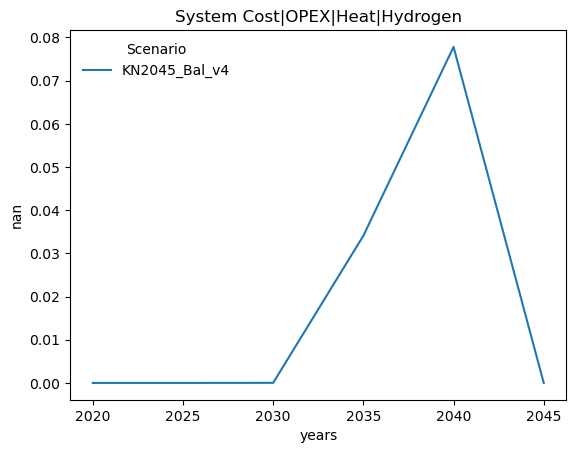 System Cost|OPEX|Heat|Hydrogen
Scenario
KN2045_Bal_v4
0.08
0.07
0.06
0.05
0.04
0.03
0.02
0.01
0.00
nan
2020 2025 2030 2035 2040 2045
years